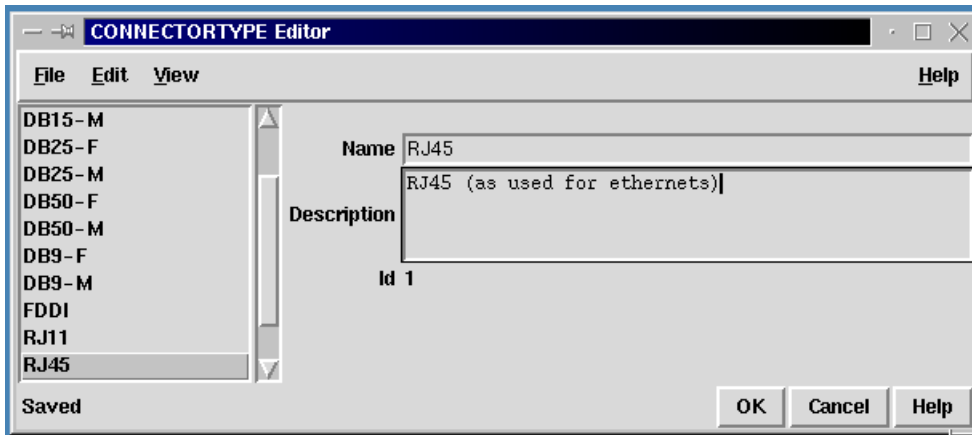 CONNECTORTYPE Editor
File Edit View Help
DB15-M
DB25-F
DB25-M
DB50-F
DB50-M
DB9-F
DB9-M
FDDI
RJ11
RJ45
Name RJ45
Description RJ45 (as used for ethernets)
Id 1
Saved
OK Cancel Help